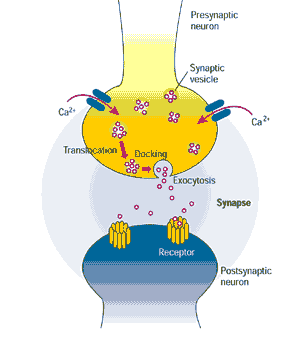 Presynaptic
neuron
Synaptic
vesicle
Ca2+
Ca2+
Translocation
Docking
Exocytosis
Synapse
Receptor
Postsynaptic
neuron